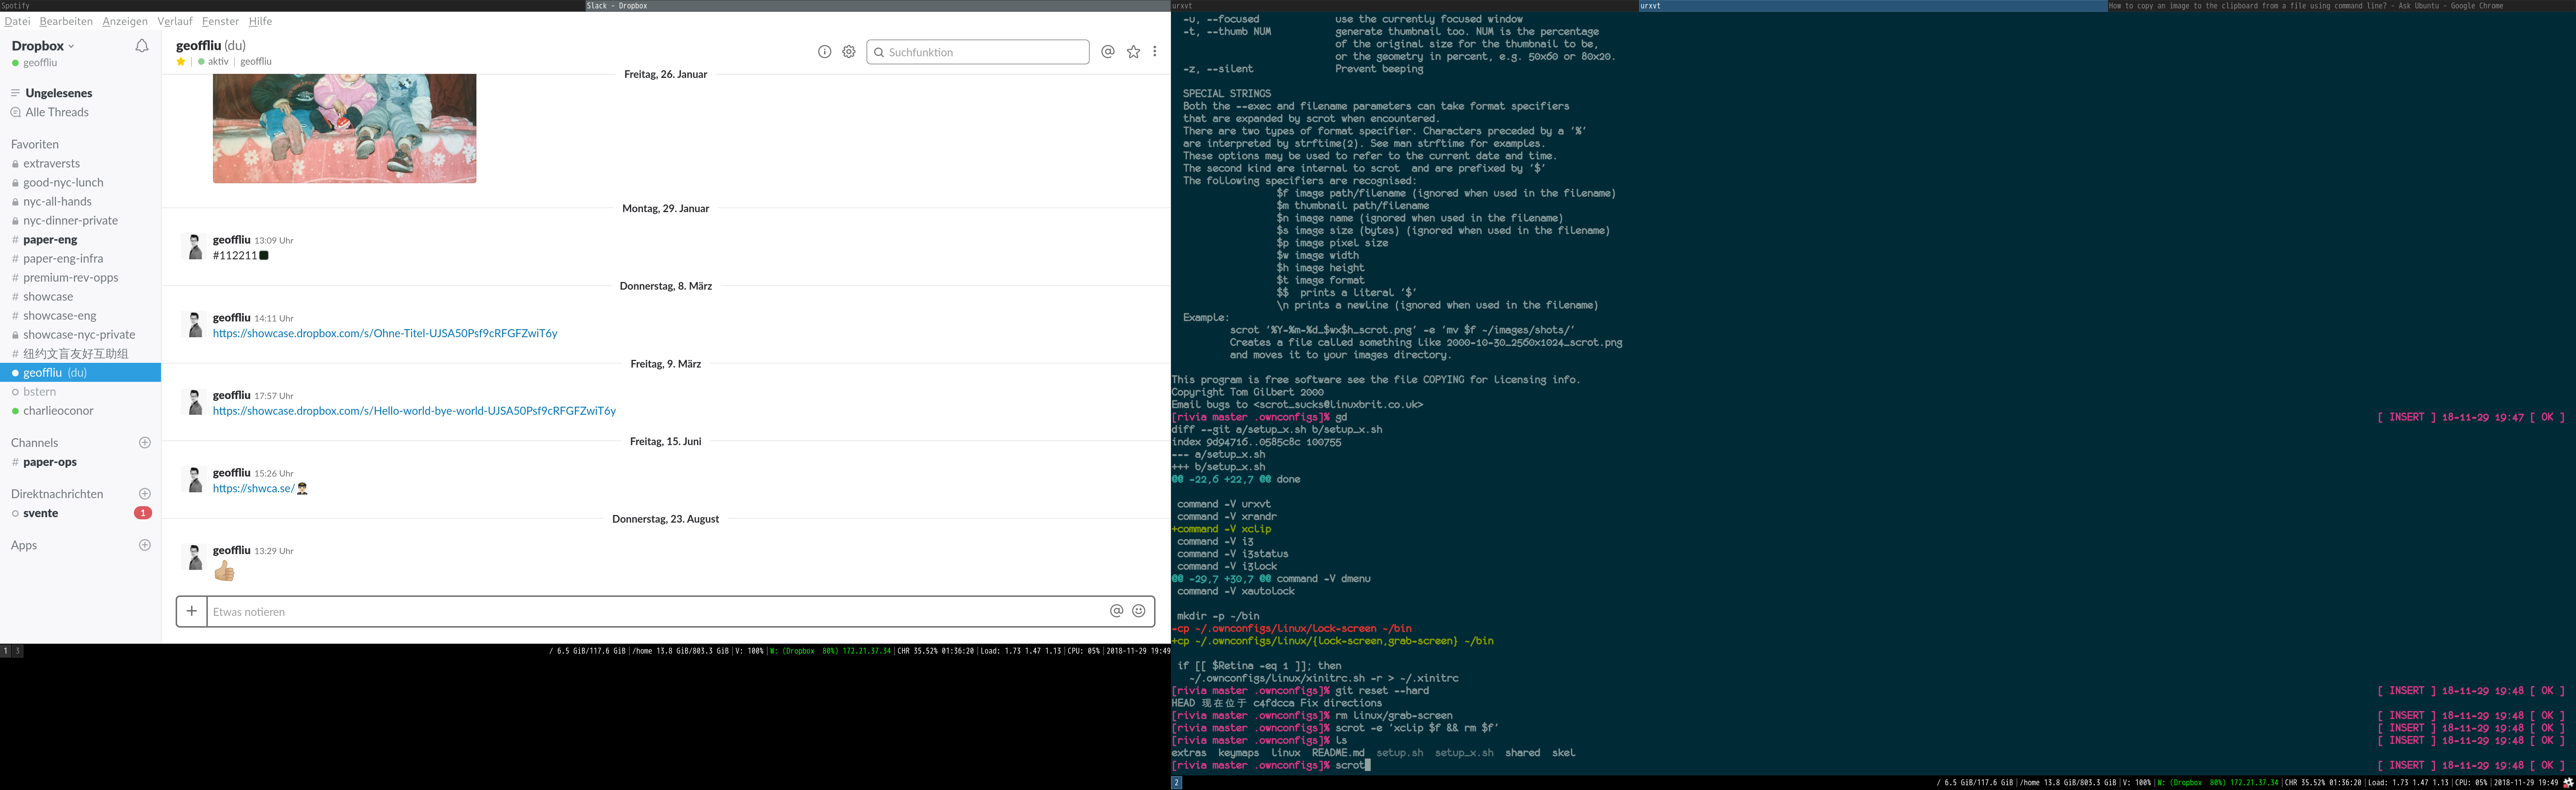 Spotify
Slack - Dropbox
Datei Bearbeiten Anzeigen Verlauf Fenster Hilfe
Dropbox
geoffliu
Ungelesenes
Alle Threads
Favoriten
extraversts
good-nyc-lunch
nyc-all-hands
nyc-dinner-private
# paper-eng
# paper-eng-infra
# premium-rev-opps
# showcase
# showcase-eng
showcase-nyc-private
# 纽约文盲友好互助组
geoffliu (du)
bstern
charlieoconor
Channels
# paper-ops
Direktnachrichten
svente 1
Apps
geoffliu (du)
aktiv | geoffliu
Suchfunktion
Freitag, 26. Januar
Montag, 29. Januar
geoffliu 13:09 Uhr
#112211
Donnerstag, 8. März
geoffliu 14:11 Uhr
https://showcase.dropbox.com/s/Ohne-Titel-UJSA50Psf9cRFGFZwiT6y
Freitag, 9. März
geoffliu 17:57 Uhr
https://showcase.dropbox.com/s/Hello-world-bye-world-UJSA50Psf9cRFGFZwiT6y
Freitag, 15. Juni
geoffliu 15:26 Uhr
https://shwca.se/
Donnerstag, 23. August
geoffliu 13:29 Uhr
Etwas notieren
1 3
/ 6.5 GiB/117.6 GiB | /home 13.8 GiB/803.3 GiB | V: 100% | W: (Dropbox 80%) 172.21.37.34 | CHR 35.52% 01:36:20 | Load: 1.73 1.47 1.13 | CPU: 05% | 2018-11-29 19:49
urxvt
urxvt
How to copy an image to the clipboard from a file using command line? - Ask Ubuntu - Google Chrome
-u, --focused use the currently focused window
-t, --thumb NUM generate thumbnail too. NUM is the percentage
of the original size for the thumbnail to be,
or the geometry in percent, e.g. 50x60 or 80x20.
-z, --silent Prevent beeping
SPECIAL STRINGS
Both the --exec and filename parameters can take format specifiers
that are expanded by scrot when encountered.
There are two types of format specifier. Characters preceded by a '%'
are interpreted by strftime(2). See man strftime for examples.
These options may be used to refer to the current date and time.
The second kind are internal to scrot  and are prefixed by '$'
The following specifiers are recognised:
$f image path/filename (ignored when used in the filename)
$m thumbnail path/filename
$n image name (ignored when used in the filename)
$s image size (bytes) (ignored when used in the filename)
$p image pixel size
$w image width
$h image height
$t image format
$$  prints a literal '$'
\n prints a newline (ignored when used in the filename)
Example:
scrot '%Y-%m-%d_$wx$h_scrot.png' -e 'mv $f ~/images/shots/'
Creates a file called something like 2000-10-30_2560x1024_scrot.png
and moves it to your images directory.
This program is free software see the file COPYING for licensing info.
Copyright Tom Gilbert 2000
Email bugs to <scrot_sucks@linuxbrit.co.uk>
[rivia master .ownconfigs]% gd [ INSERT ] 18-11-29 19:47 [ OK ]
diff --git a/setup_x.sh b/setup_x.sh
index 9d94716..0585c8c 100755
--- a/setup_x.sh
+++ b/setup_x.sh
@@ -22,6 +22,7 @@ done
command -V urxvt
command -V xrandr
+command -V xclip
command -V i3
command -V i3status
command -V i3lock
@@ -29,7 +30,7 @@ command -V dmenu
command -V xautolock
mkdir -p ~/bin
-cp ~/.ownconfigs/linux/lock-screen ~/bin
+cp ~/.ownconfigs/linux/{lock-screen,grab-screen} ~/bin
if [[ $Retina -eq 1 ]]; then
~/.ownconfigs/linux/xinitrc.sh -r > ~/.xinitrc
[rivia master .ownconfigs]% git reset --hard [ INSERT ] 18-11-29 19:48 [ OK ]
HEAD 现在位于 c4fdcca Fix directions
[rivia master .ownconfigs]% rm linux/grab-screen [ INSERT ] 18-11-29 19:48 [ OK ]
[rivia master .ownconfigs]% scrot -e 'xclip $f && rm $f' [ INSERT ] 18-11-29 19:48 [ OK ]
[rivia master .ownconfigs]% ls [ INSERT ] 18-11-29 19:48 [ OK ]
extras  keymaps  linux  README.md  setup.sh  setup_x.sh  shared  skel
[rivia master .ownconfigs]% scrot [ INSERT ] 18-11-29 19:48 [ OK ]
2
/ 6.5 GiB/117.6 GiB | /home 13.8 GiB/803.3 GiB | V: 100% | W: (Dropbox 80%) 172.21.37.34 | CHR 35.52% 01:36:20 | Load: 1.73 1.47 1.13 | CPU: 05% | 2018-11-29 19:49